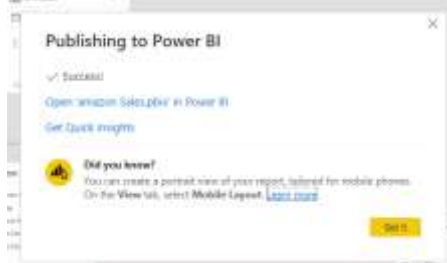 Publishing to Power BI
Success!
Open 'amazon Sales.pbix' in Power BI
Get Quick Insights
Did you know?
You can create a portrait view of your report, tailored for mobile phones.
On the View tab, select Mobile Layout. Learn more
Got it